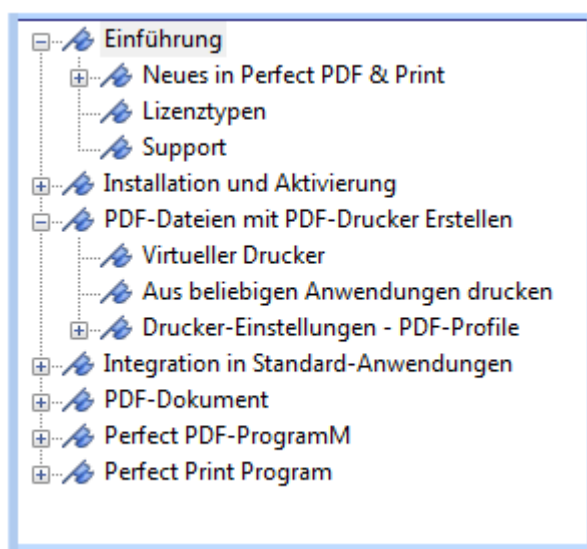 Einführung
Neues in Perfect PDF & Print
Lizenztypen
Support
Installation und Aktivierung
PDF-Dateien mit PDF-Drucker Erstellen
Virtueller Drucker
Aus beliebigen Anwendungen drucken
Drucker-Einstellungen - PDF-Profile
Integration in Standard-Anwendungen
PDF-Dokument
Perfect PDF-ProgramM
Perfect Print Program